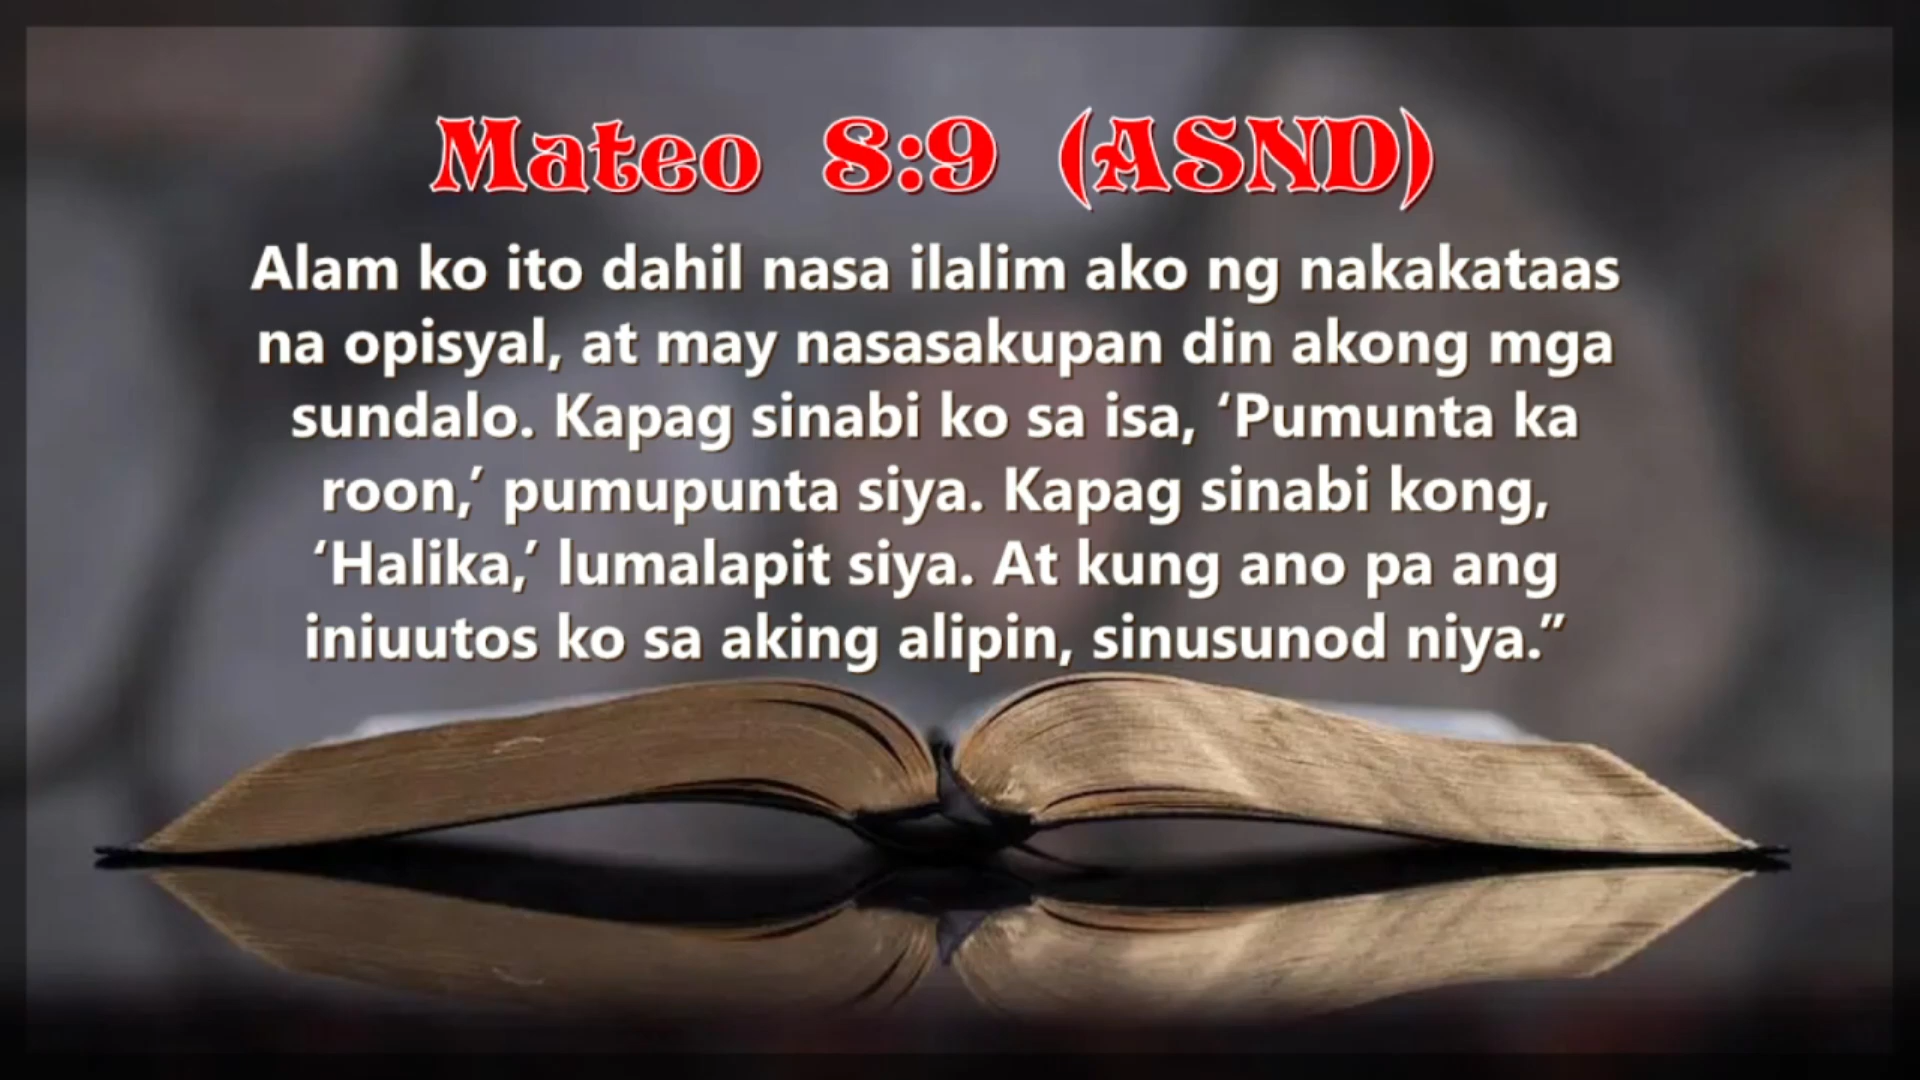 Mateo 8:9 (ASND)
Alam ko ito dahil nasa ilalim ako ng nakakataas
na opisyal, at may nasasakupan din akong mga
sundalo. Kapag sinabi ko sa isa, ‘Pumunta ka
roon,’ pumupunta siya. Kapag sinabi kong,
‘Halika,’ lumalapit siya. At kung ano pa ang
iniuutos ko sa aking alipin, sinusunod niya.”